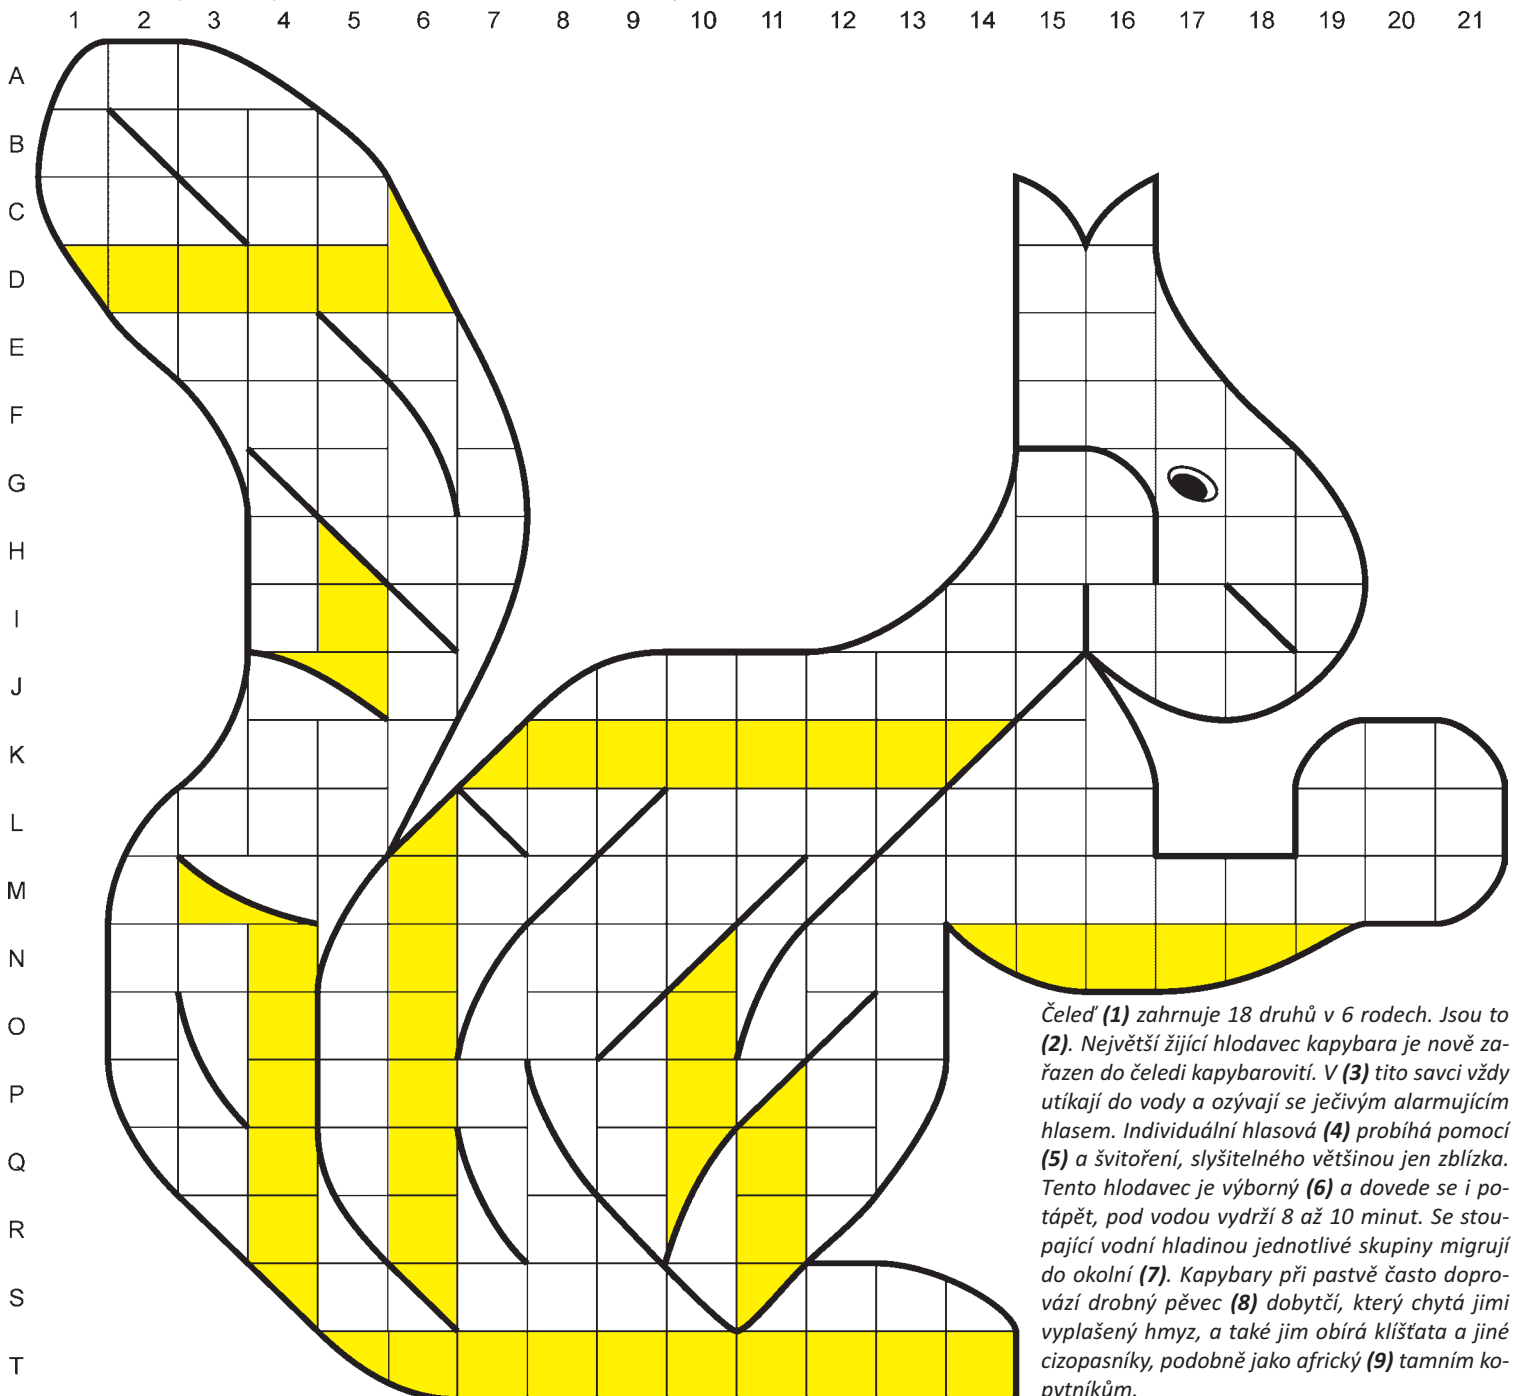 1 2 3 4 5 6 7 8 9 10 11 12 13 14 15 16 17 18 19 20 21
A
B
C
D
E
F
G
H
I
J
K
L
M
N
O
P
Q
R
S
T
Čeleď (1) zahrnuje 18 druhů v 6 rodech. Jsou to
(2). Největší žijící hlodavec kapybara je nově za-
řazen do čeledi kapybarovití. V (3) tito savci vždy
utíkají do vody a ozývají se ječivým alarmujícím
hlasem. Individuální hlasová (4) probíhá pomocí
(5) a švitoření, slyšitelného většinou jen zblízka.
Tento hlodavec je výborný (6) a dovede se i po-
tápět, pod vodou vydrží 8 až 10 minut. Se stou-
pající vodní hladinou jednotlivé skupiny migrují
do okolní (7). Kapybary při pastvě často dopro-
vází drobný pěvec (8) dobytčí, který chytá jimi
vyplašený hmyz, a také jim obírá klíšťata a jiné
cizopasníky, podobně jako africký (9) tamním ko-
pytníkům.